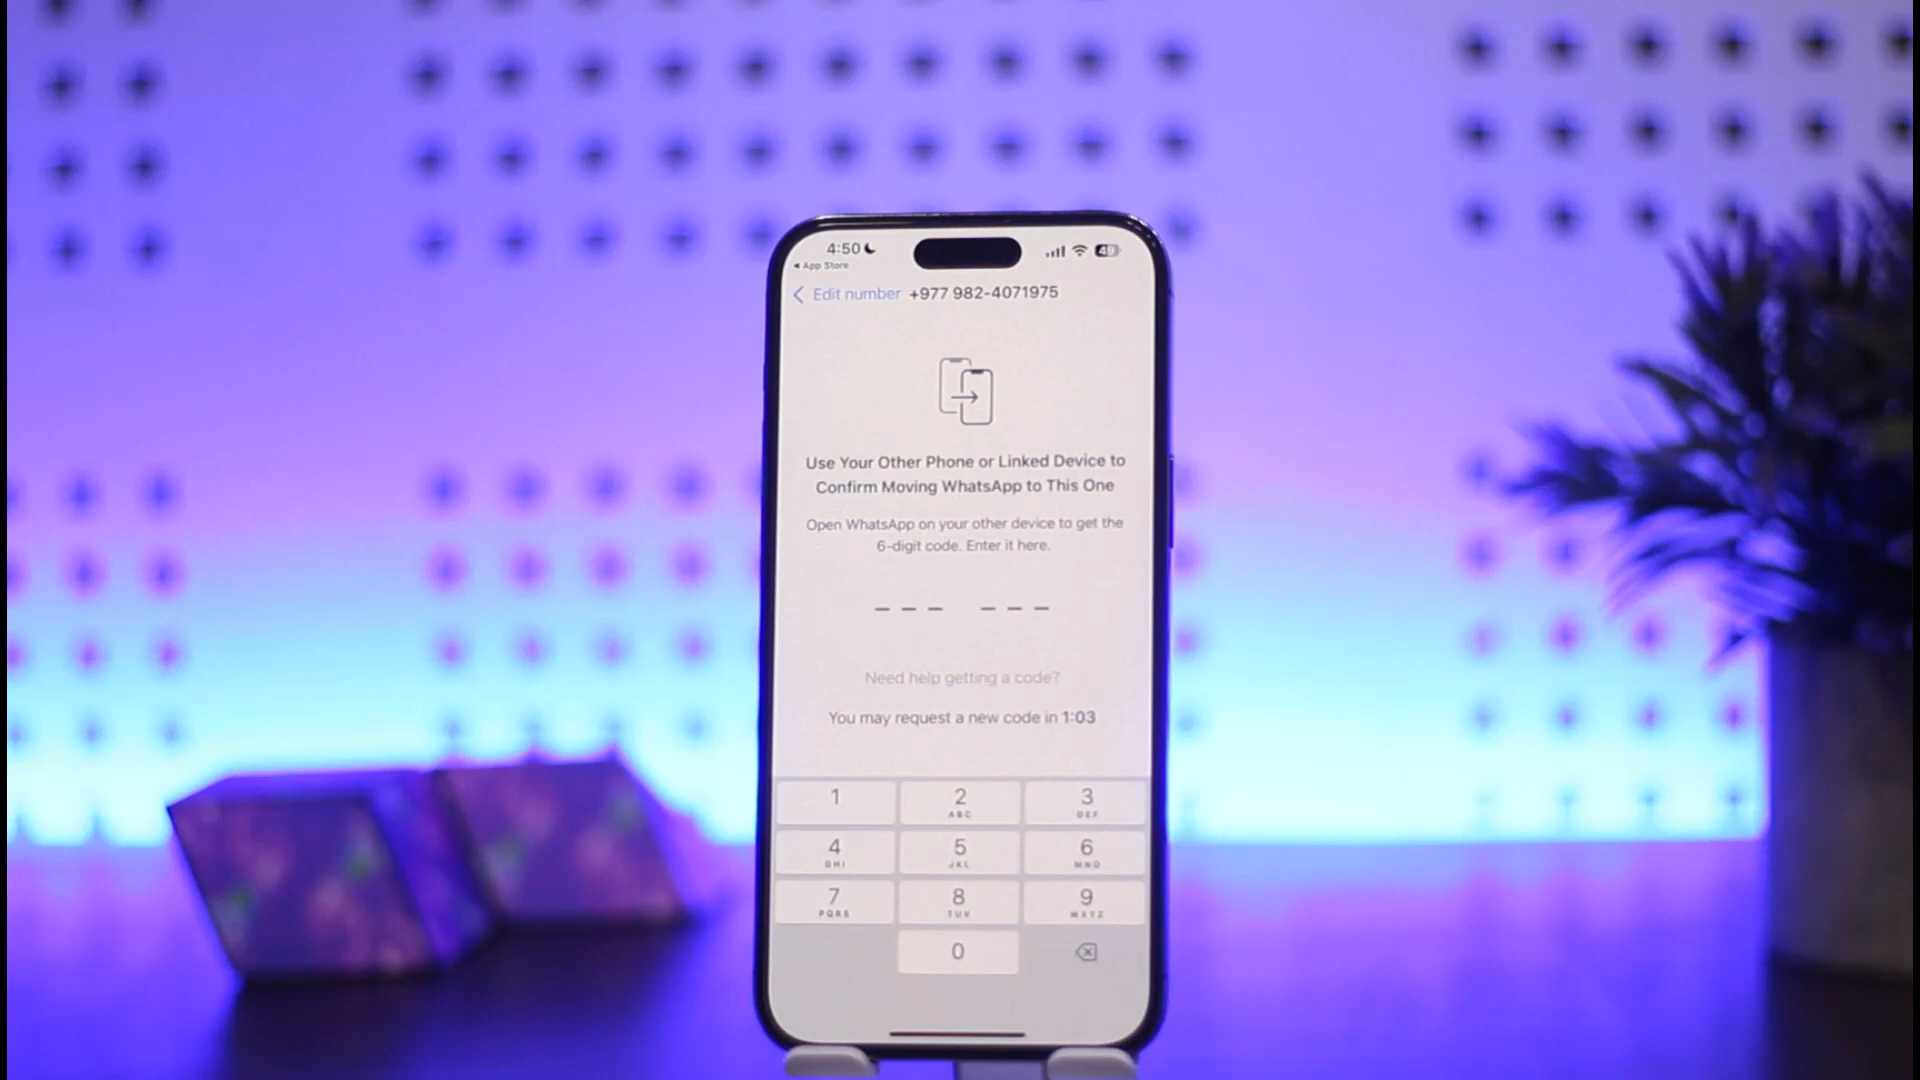 4:50
App Store
Edit number +977 982-4071975
Use Your Other Phone or Linked Device to
Confirm Moving WhatsApp to This One
Open WhatsApp on your other device to get the
6-digit code. Enter it here.
Need help getting a code?
You may request a new code in 1:03
1 2 3
ABC DEF
4 5 6
GHI JKL MNO
7 8 9
PQRS TUV WXYZ
0